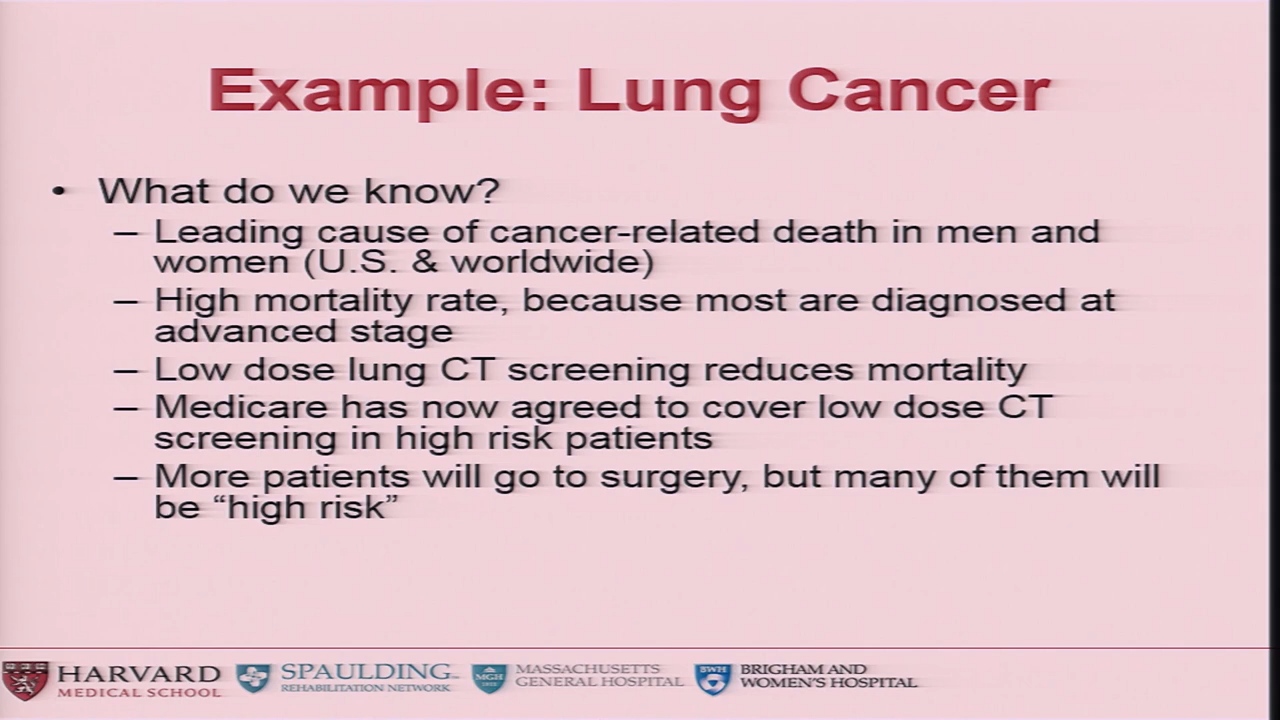 Example: Lung Cancer
• What do we know?
– Leading cause of cancer-related death in men and
women (U.S. & worldwide)
– High mortality rate, because most are diagnosed at
advanced stage
– Low dose lung CT screening reduces mortality
– Medicare has now agreed to cover low dose CT
screening in high risk patients
– More patients will go to surgery, but many of them will
be “high risk”
HARVARD
MEDICAL SCHOOL
SPAULDING
REHABILITATION NETWORK
MGH
1811
MASSACHUSETTS
GENERAL HOSPITAL
BWH
BRIGHAM AND
WOMEN'S HOSPITAL